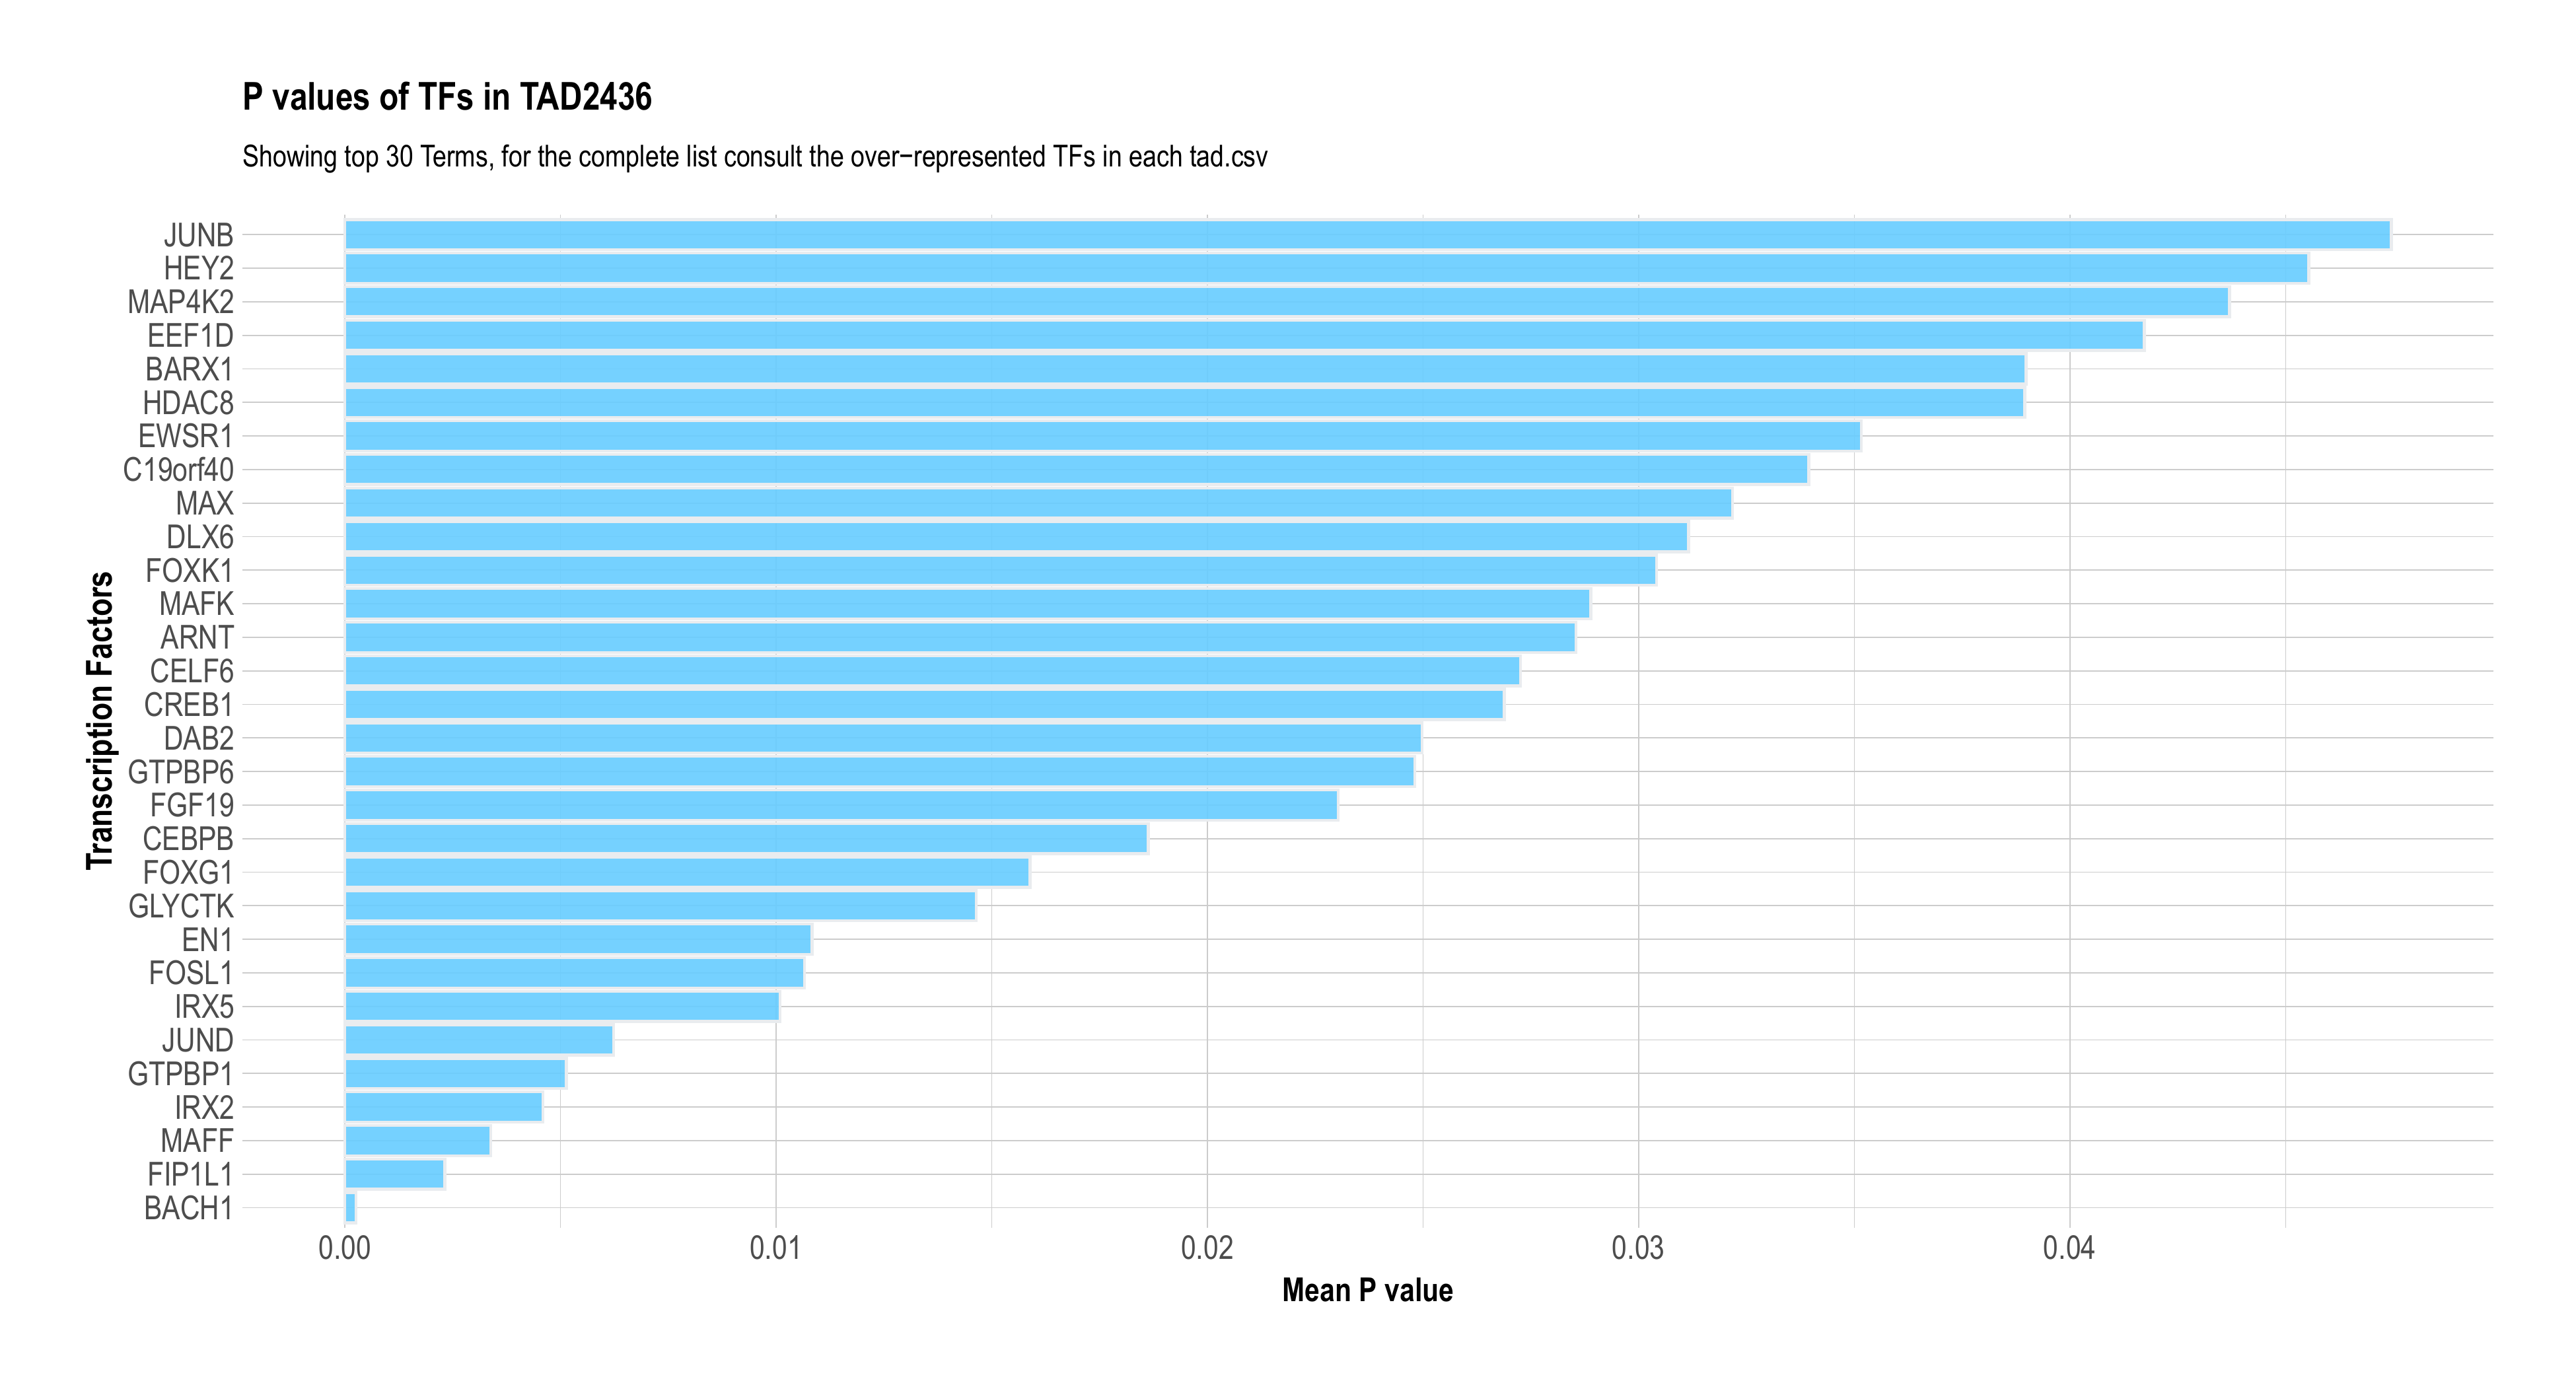 P values of TFs in TAD2436
Showing top 30 Terms, for the complete list consult the over−represented TFs in each tad.csv
Transcription Factors
JUNB
HEY2
MAP4K2
EEF1D
BARX1
HDAC8
EWSR1
C19orf40
MAX
DLX6
FOXK1
MAFK
ARNT
CELF6
CREB1
DAB2
GTPBP6
FGF19
CEBPB
FOXG1
GLYCTK
EN1
FOSL1
IRX5
JUND
GTPBP1
IRX2
MAFF
FIP1L1
BACH1
0.00 0.01 0.02 0.03 0.04
Mean P value